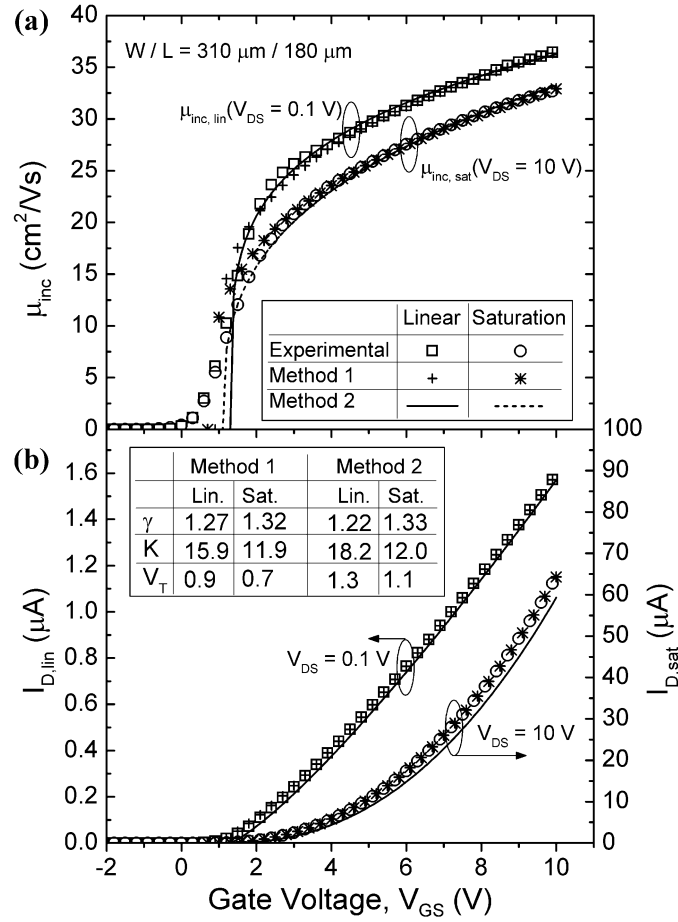 (a)
40
35
30
25
20
15
10
5
0
μinc (cm²/Vs)
W / L = 310 μm / 180 μm
μinc, lin(VDS = 0.1 V)
μinc, sat(VDS = 10 V)
Linear Saturation
Experimental
Method 1
Method 2
(b)
100
1.6
1.4
1.2
1.0
0.8
0.6
0.4
0.2
0.0
ID,lin (μA)
Method 1 Method 2
Lin. Sat. Lin. Sat.
γ 1.27 1.32 1.22 1.33
K 15.9 11.9 18.2 12.0
VT 0.9 0.7 1.3 1.1
VDS = 0.1 V
VDS = 10 V
90
80
70
60
50
40
30
20
10
0
ID,sat (μA)
-2 0 2 4 6 8 10
Gate Voltage, VGS (V)